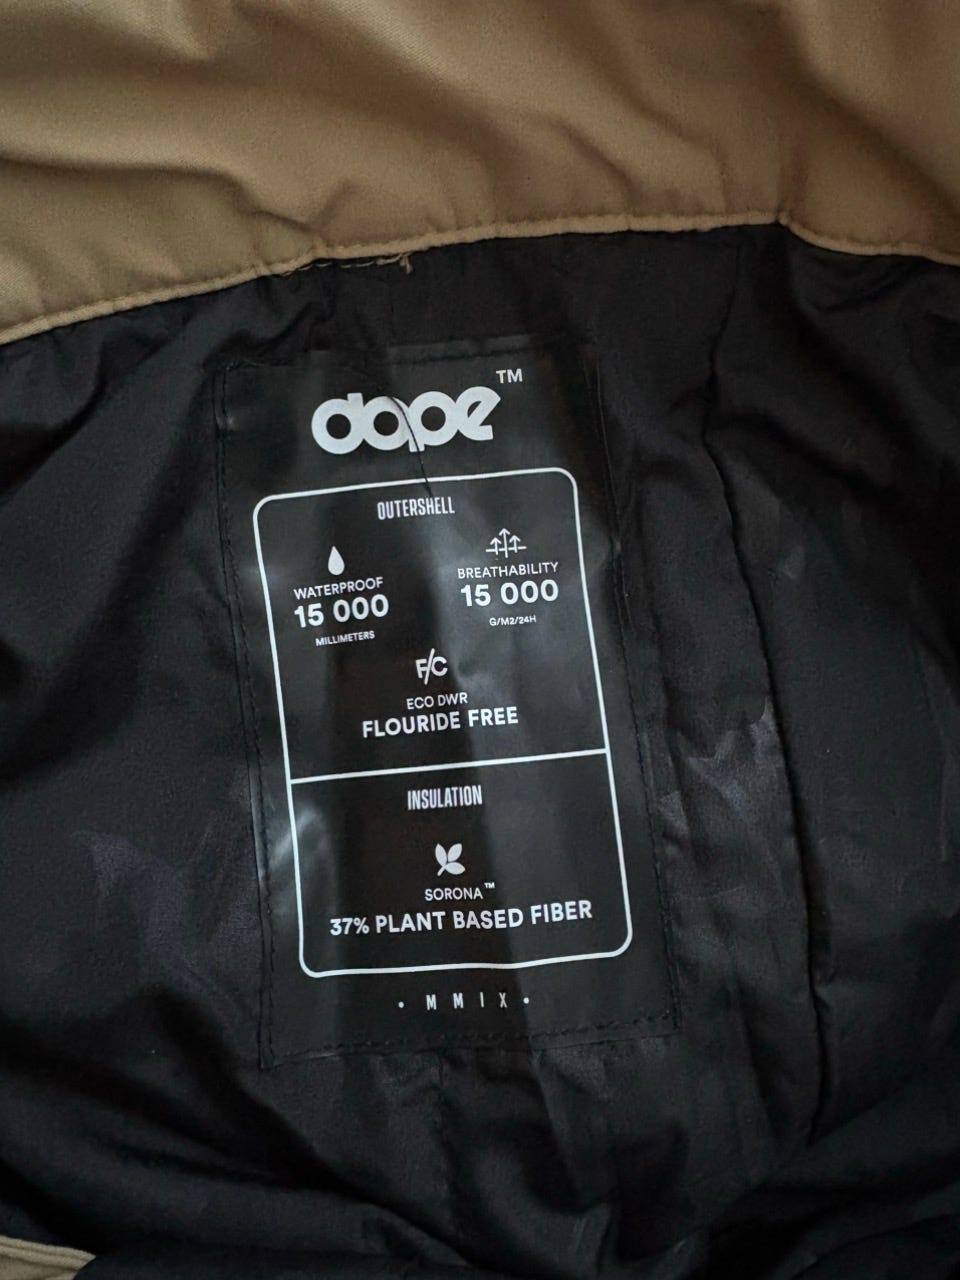 dope™
OUTERSHELL
WATERPROOF
15 000
MILLIMETERS
BREATHABILITY
15 000
G/M2/24H
F/C
ECO DWR
FLOURIDE FREE
INSULATION
SORONA™
37% PLANT BASED FIBER
• M M I X •